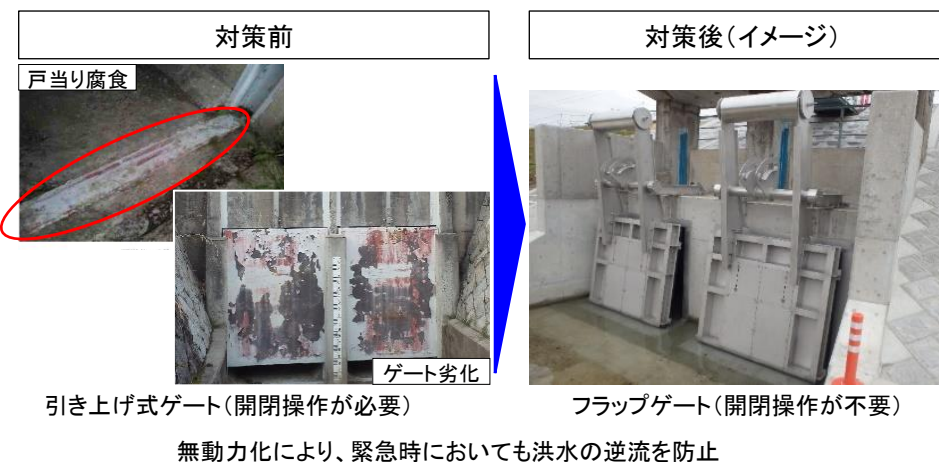 対策前
対策後(イメージ)
戸当り腐食
ゲート劣化
引き上げ式ゲート(開閉操作が必要)
フラップゲート(開閉操作が不要)
無動力化により、緊急時においても洪水の逆流を防止